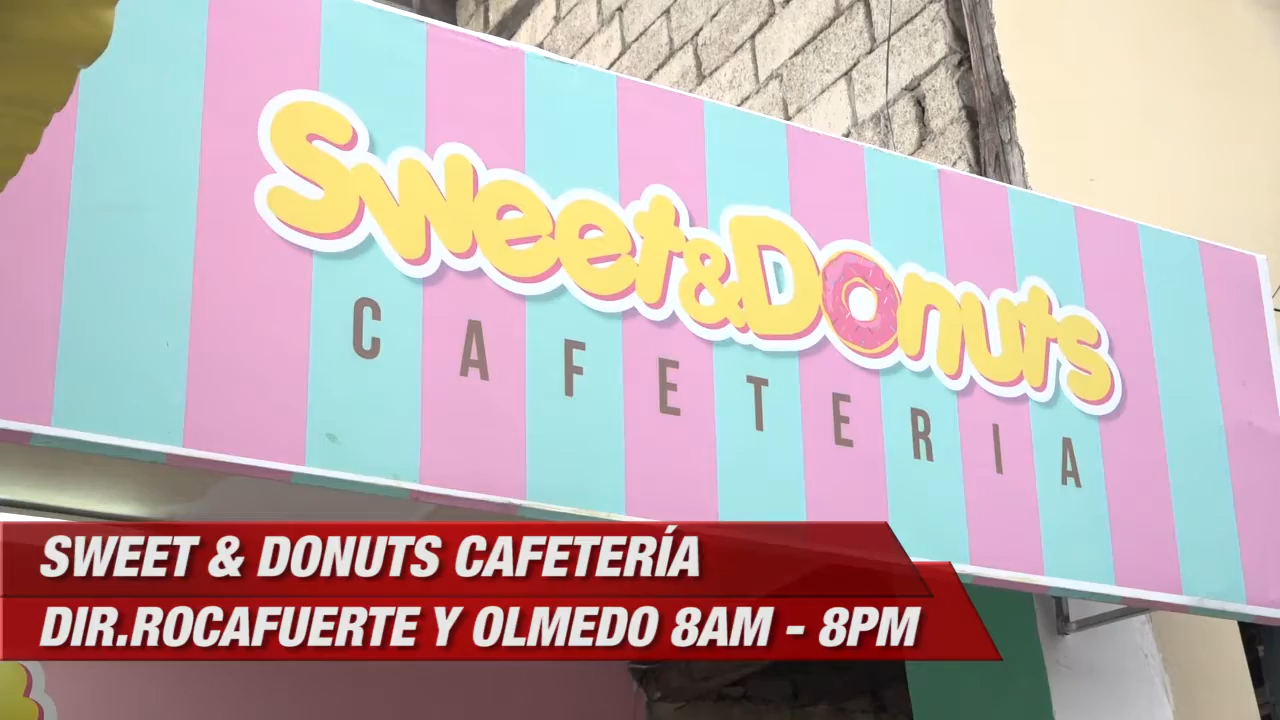 Sweet & Donuts
CAFETERIA
SWEET & DONUTS CAFETERÍA
DIR.ROCAFUERTE Y OLMEDO 8AM - 8PM